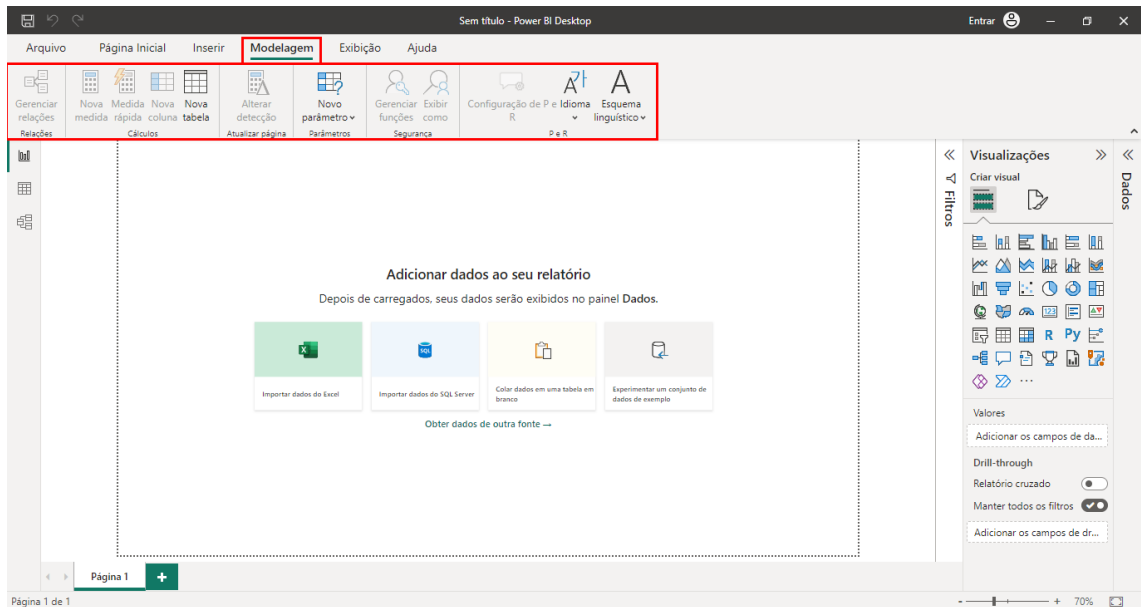 Sem título - Power BI Desktop
Entrar
Arquivo Página Inicial Inserir Modelagem Exibição Ajuda
Gerenciar relações
Nova medida
Medida rápida
Nova coluna
Nova tabela
Alterar detecção
Novo parâmetro
Gerenciar funções
Exibir como
Configuração de P e R
Idioma
Esquema linguístico
Relações
Cálculos
Atualizar página
Parâmetros
Segurança
P e R
Adicionar dados ao seu relatório
Depois de carregados, seus dados serão exibidos no painel Dados.
X
SQL
Importar dados do Excel
Importar dados do SQL Server
Colar dados em uma tabela em
branco
Experimentar um conjunto de
dados de exemplo
Obter dados de outra fonte →
Filtros
Visualizações
Criar visual
123
R Py
Valores
Adicionar os campos de da...
Drill-through
Relatório cruzado
Manter todos os filtros
Adicionar os campos de dr...
Dados
Página 1
Página 1 de 1
- + 70%